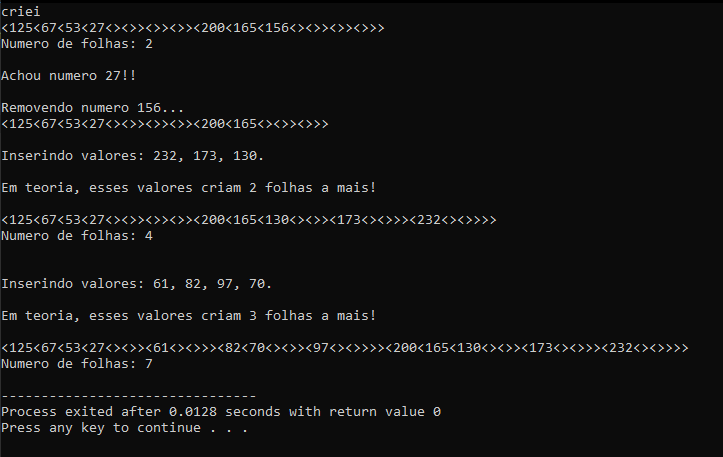 criei
<125<67<53<27<><>><>><>><200<165<156<><>><>><>>>
Numero de folhas: 2
Achou numero 27!!
Removendo numero 156...
<125<67<53<27<><>><>><>><200<165<><>><>>>
Inserindo valores: 232, 173, 130.
Em teoria, esses valores criam 2 folhas a mais!
<125<67<53<27<><>><>><>><200<165<130<><>><173<><>>><232<><>>>>
Numero de folhas: 4
Inserindo valores: 61, 82, 97, 70.
Em teoria, esses valores criam 3 folhas a mais!
<125<67<53<27<><>><61<><>>><82<70<><>><97<><>>>><200<165<130<><>><173<><>>><232<><>>>>
Numero de folhas: 7
--------------------------------
Process exited after 0.0128 seconds with return value 0
Press any key to continue . . .